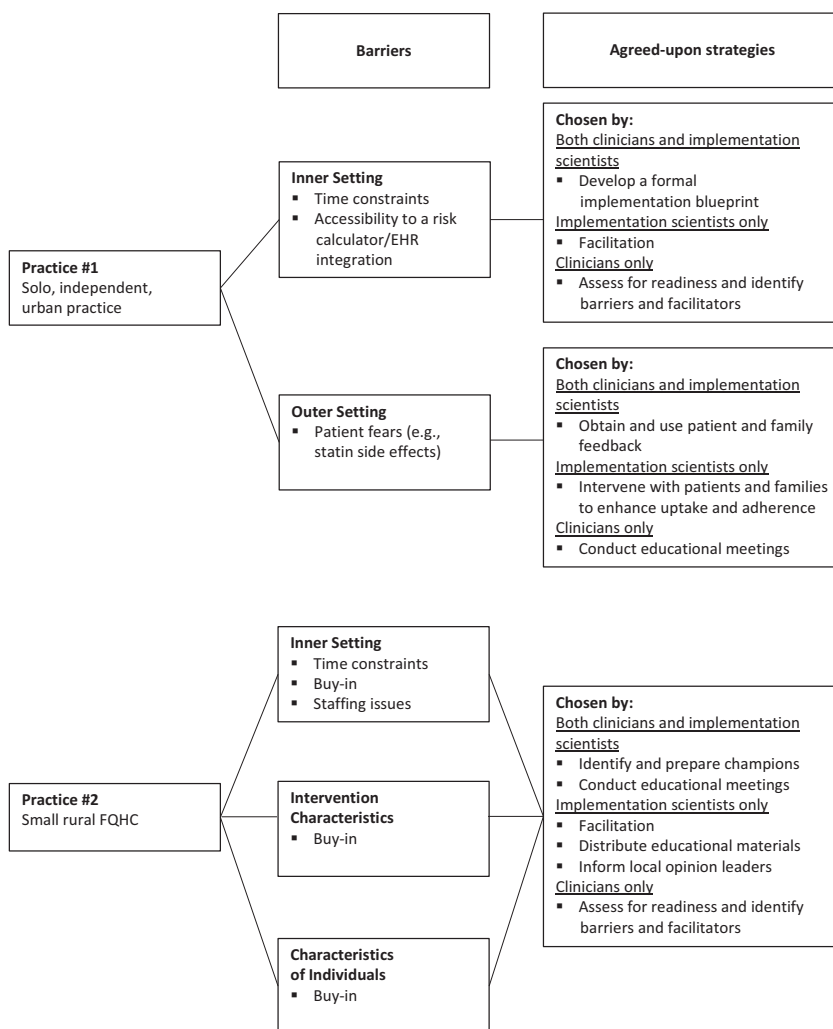 Barriers
Agreed-upon strategies
Practice #1
Solo, independent,
urban practice
Inner Setting
▪ Time constraints
▪ Accessibility to a risk
calculator/EHR
integration
Chosen by:
Both clinicians and implementation
scientists
▪ Develop a formal
implementation blueprint
Implementation scientists only
▪ Facilitation
Clinicians only
▪ Assess for readiness and identify
barriers and facilitators
Outer Setting
▪ Patient fears (e.g.,
statin side effects)
Chosen by:
Both clinicians and implementation
scientists
▪ Obtain and use patient and family
feedback
Implementation scientists only
▪ Intervene with patients and families
to enhance uptake and adherence
Clinicians only
▪ Conduct educational meetings
Practice #2
Small rural FQHC
Inner Setting
▪ Time constraints
▪ Buy-in
▪ Staffing issues
Intervention
Characteristics
▪ Buy-in
Characteristics
of Individuals
▪ Buy-in
Chosen by:
Both clinicians and implementation
scientists
▪ Identify and prepare champions
▪ Conduct educational meetings
Implementation scientists only
▪ Facilitation
▪ Distribute educational materials
▪ Inform local opinion leaders
Clinicians only
▪ Assess for readiness and identify
barriers and facilitators